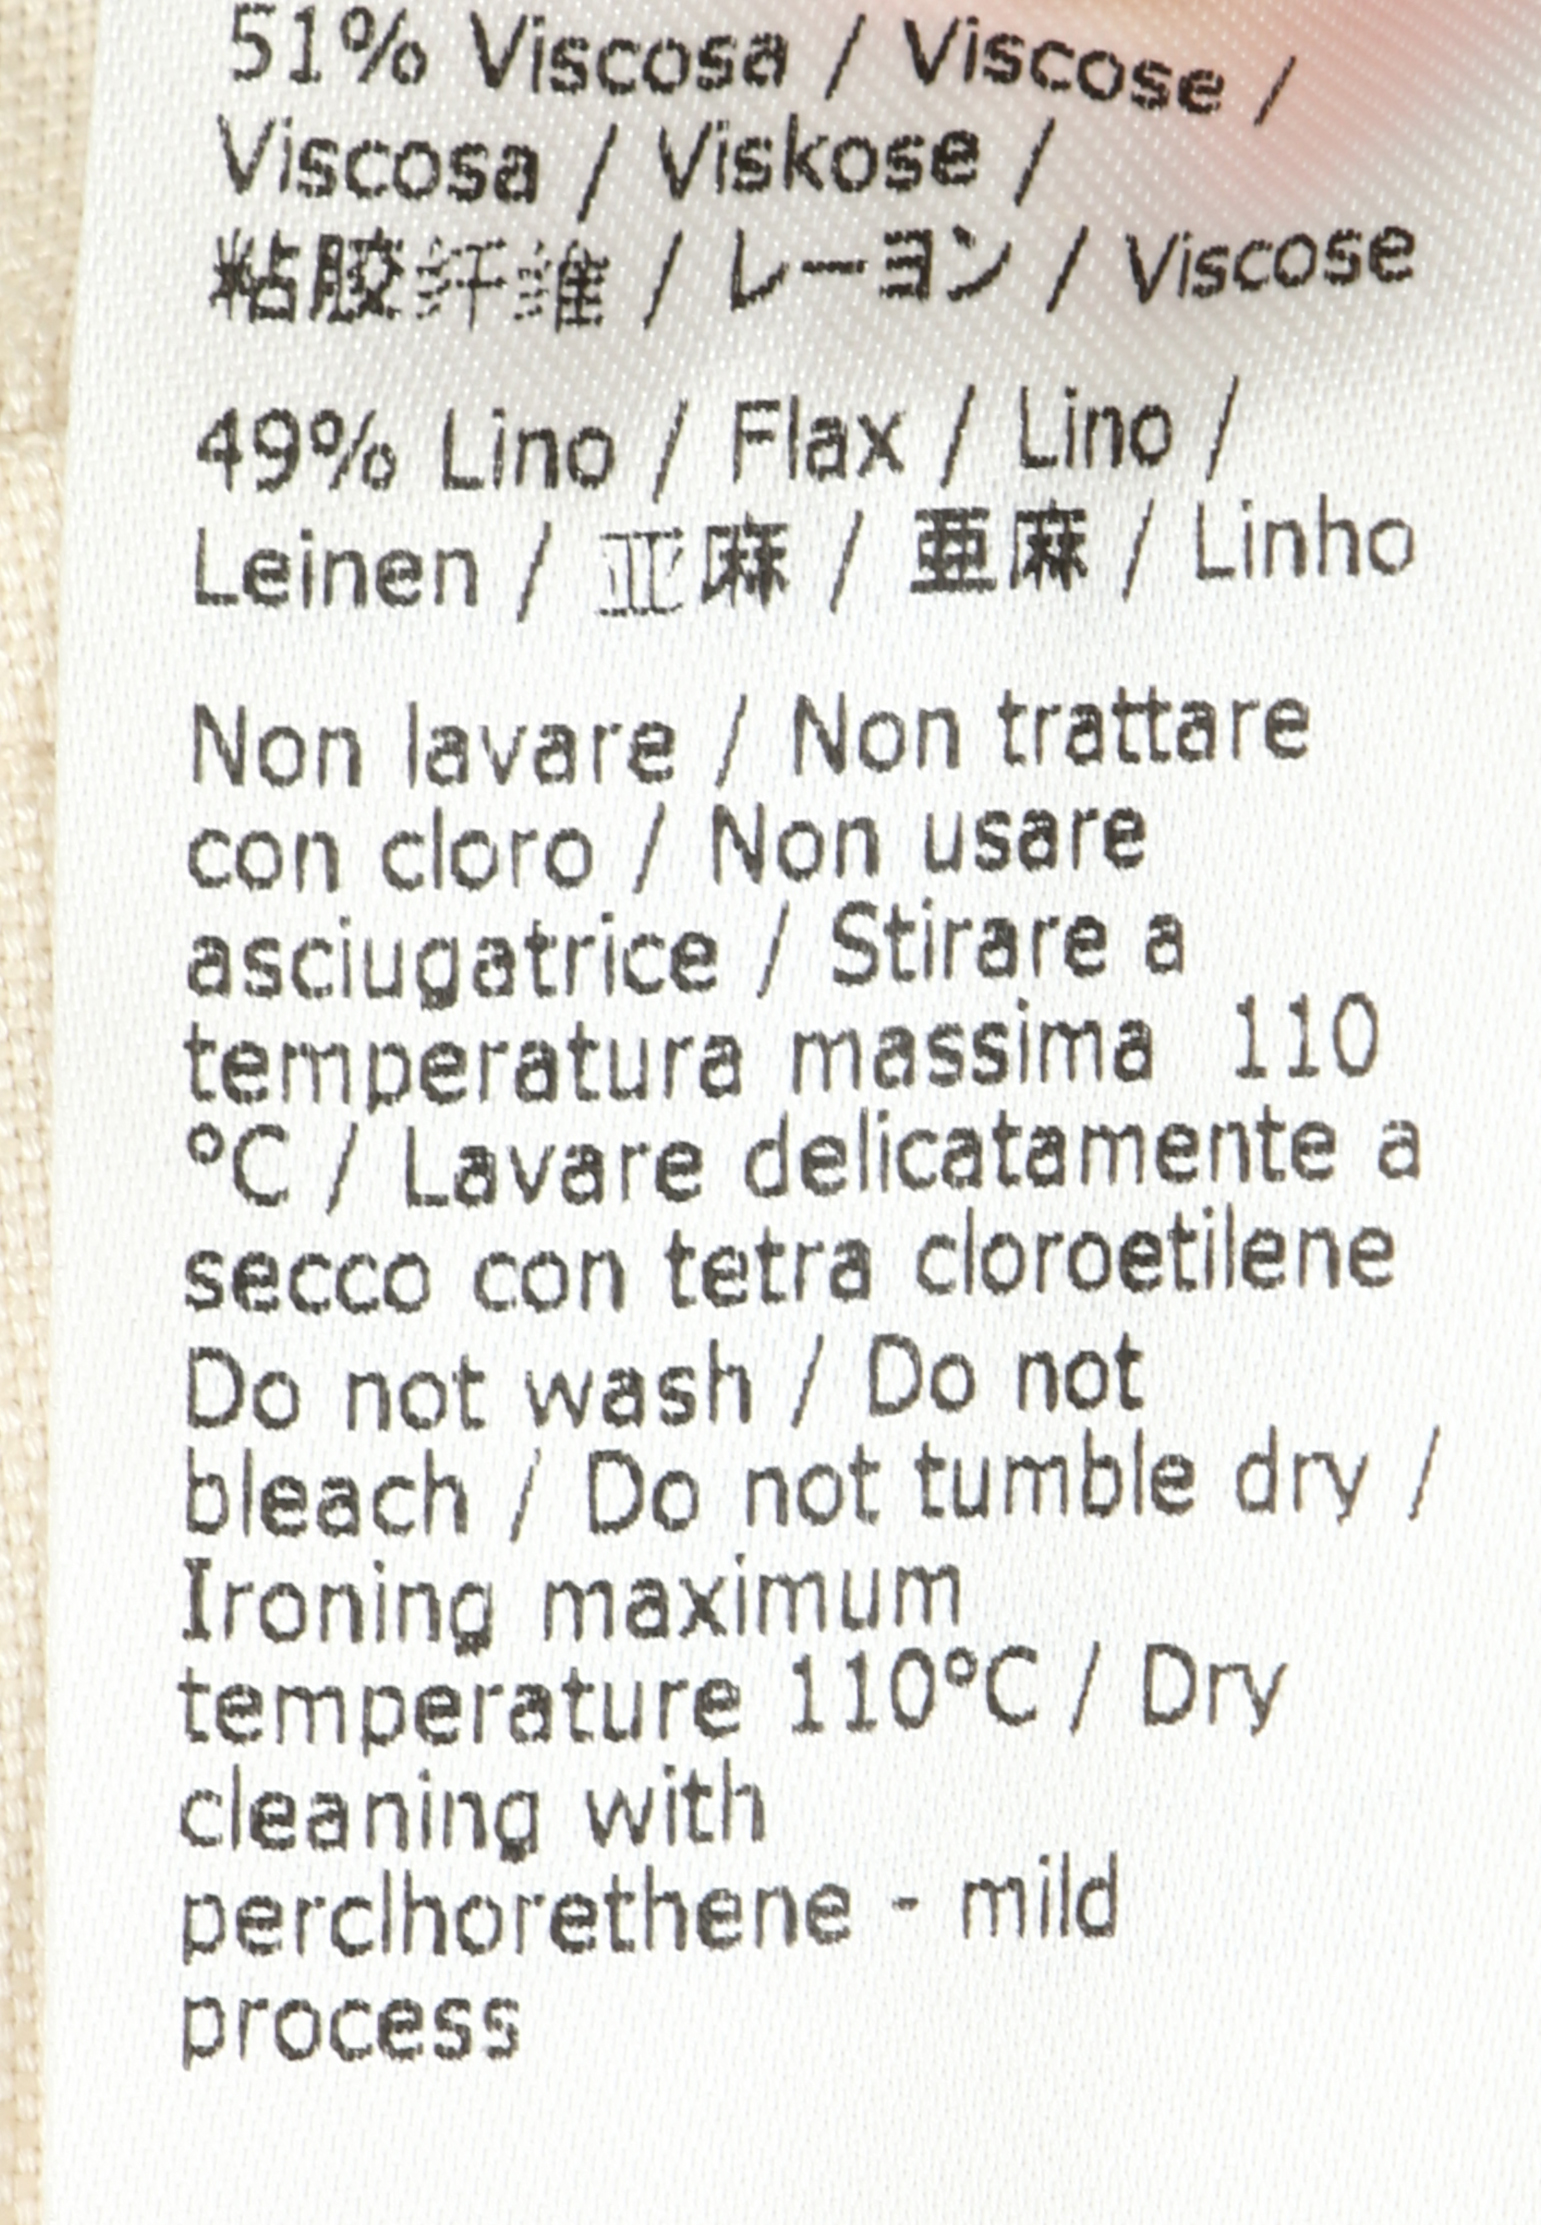 51% Viscosa / Viscose /
Viscosa / Viskose /
粘胶纤维 / レーヨン / Viscose
49% Lino / Flax / Lino /
Leinen / 亚麻 / 亜麻 / Linho
Non lavare / Non trattare
con cloro / Non usare
asciugatrice / Stirare a
temperatura massima 110
°C / Lavare delicatamente a
secco con tetra cloroetilene
Do not wash / Do not
bleach / Do not tumble dry /
Ironing maximum
temperature 110°C / Dry
cleaning with
perclhorethene - mild
process